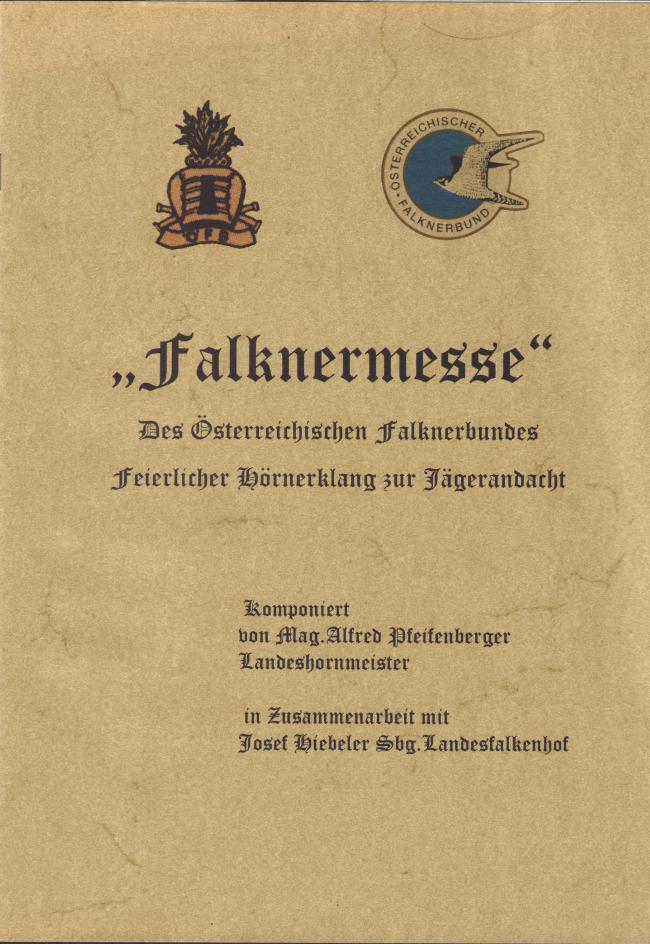 ÖFB
ÖSTERREICHISCHER
FALKNERBUND
„Falknermesse“
Des Österreichischen Falknerbundes
Feierlicher Hörnerklang zur Jägerandacht
Komponiert
von Mag. Alfred Pfeifenberger
Landeshornmeister
in Zusammenarbeit mit
Josef Hiebeler Sbg. Landesfalkenhof